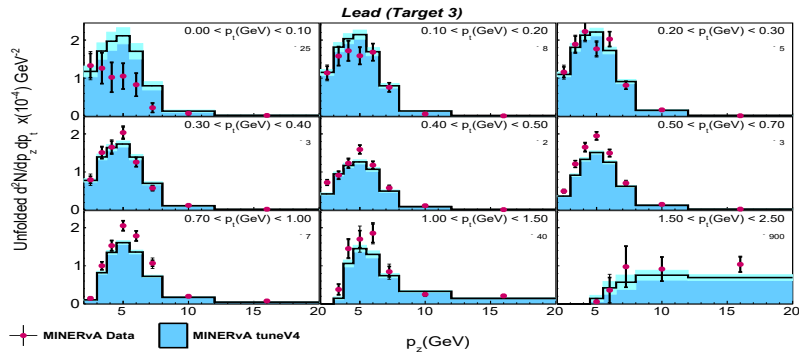 Lead (Target 3)
0.00 < p_t(GeV) < 0.10
· 25
0.10 < p_t(GeV) < 0.20
· 8
0.20 < p_t(GeV) < 0.30
· 5
0.30 < p_t(GeV) < 0.40
· 3
0.40 < p_t(GeV) < 0.50
· 2
0.50 < p_t(GeV) < 0.70
· 3
0.70 < p_t(GeV) < 1.00
· 7
1.00 < p_t(GeV) < 1.50
· 40
1.50 < p_t(GeV) < 2.50
· 900
Unfolded d²N/dp_z dp_t x(10⁻⁴) GeV⁻²
2
1
0
2
1
0
2
1
0
5 10 15 20 5 10 15 20 5 10 15 20
p_z(GeV)
MINERvA Data
MINERvA tuneV4